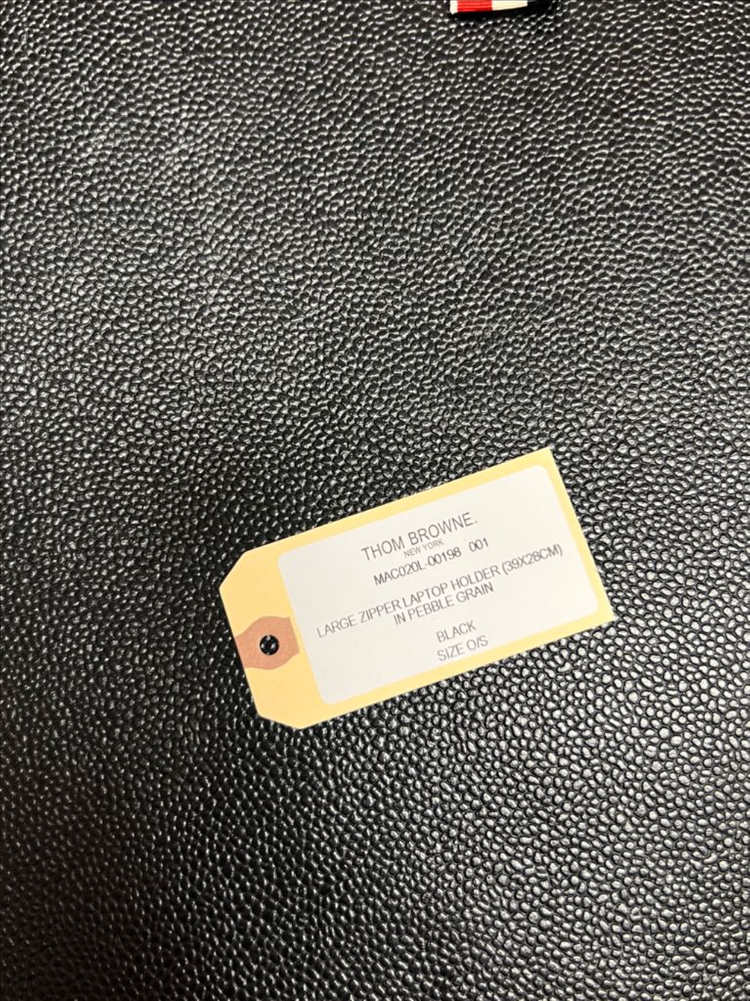 THOM BROWNE.
NEW YORK
MAC020L-00198 001
LARGE ZIPPER LAPTOP HOLDER (39X28CM)
IN PEBBLE GRAIN
BLACK
SIZE O/S